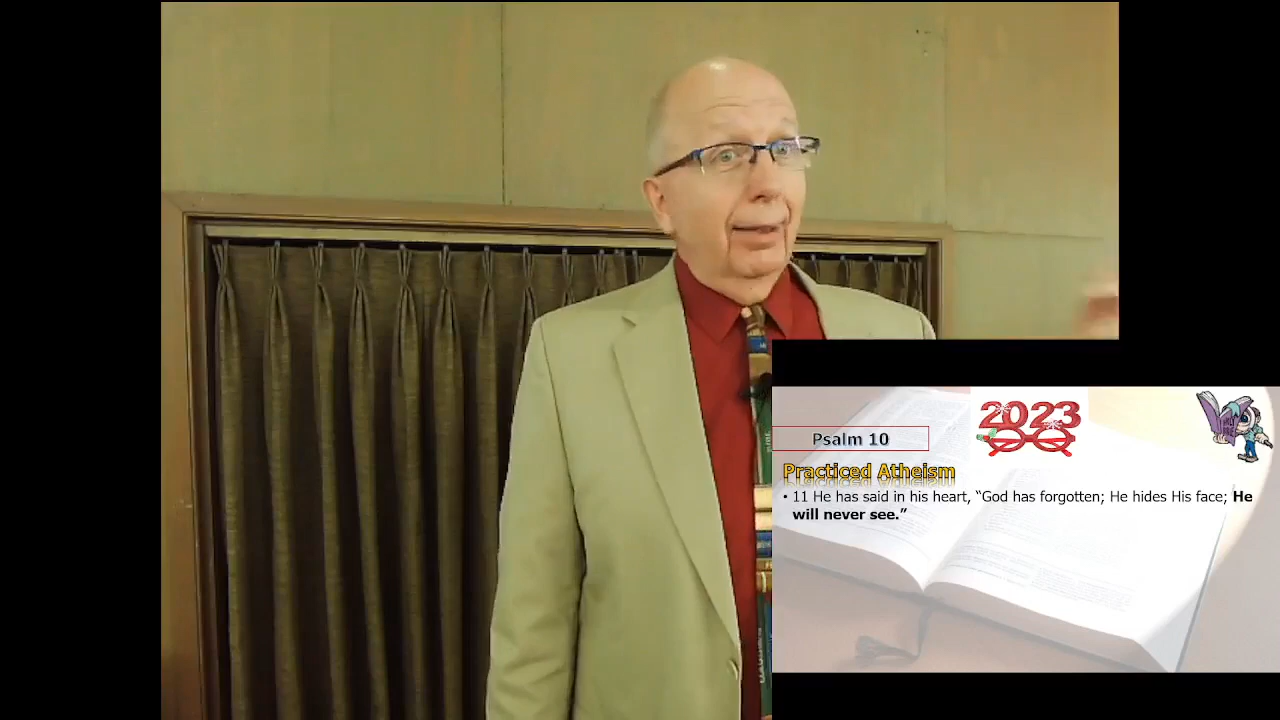 2023
Psalm 10
Practiced Atheism
• 11 He has said in his heart, “God has forgotten; He hides His face; He
will never see.”